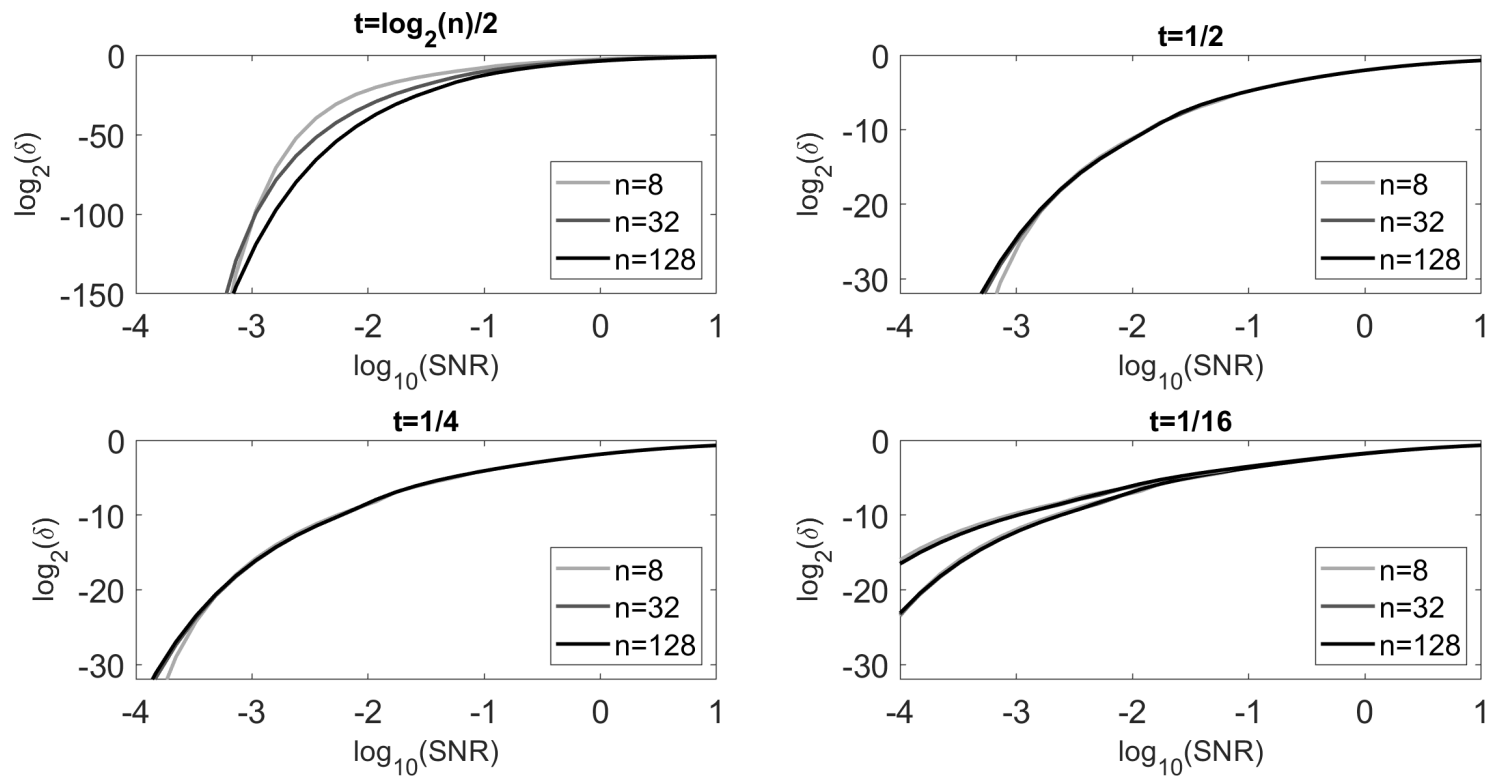 t=log₂(n)/2
0
-50
-100
-150
log₂(δ)
n=8
n=32
n=128
-4 -3 -2 -1 0 1
log₁₀(SNR)
t=1/2
0
-10
-20
-30
log₂(δ)
n=8
n=32
n=128
-4 -3 -2 -1 0 1
log₁₀(SNR)
t=1/4
0
-10
-20
-30
log₂(δ)
n=8
n=32
n=128
-4 -3 -2 -1 0 1
log₁₀(SNR)
t=1/16
0
-10
-20
-30
log₂(δ)
n=8
n=32
n=128
-4 -3 -2 -1 0 1
log₁₀(SNR)